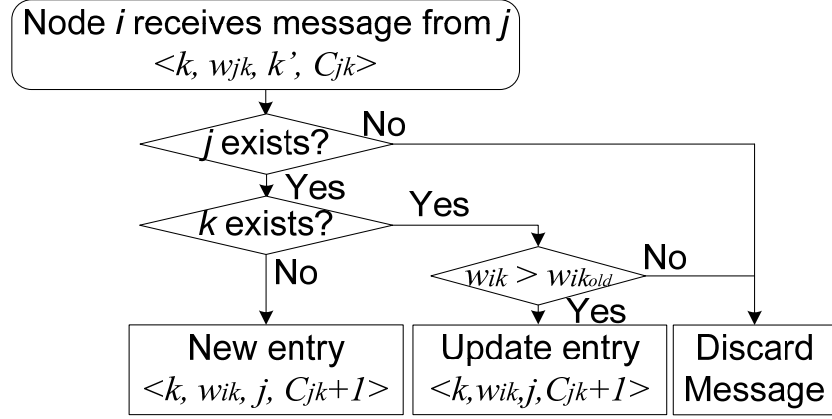 Node i receives message from j
<k, wjk, k’, Cjk>
No
j exists?
Yes
k exists?
Yes
No
wik > wikold
No
Yes
New entry
<k, wik, j, Cjk+1>
Update entry
<k,wik,j,Cjk+1>
Discard
Message